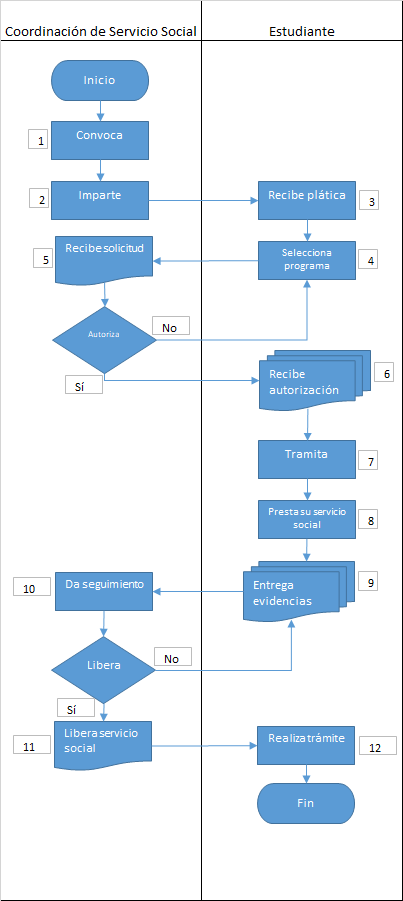 Coordinación de Servicio Social
Estudiante
Inicio
1
Convoca
2
Imparte
Recibe plática
3
5
Recibe solicitud
Selecciona
programa
4
Autoriza
No
Sí
Recibe
autorización
6
Tramita
7
Presta su servicio
social
8
10
Da seguimiento
Entrega
evidencias
9
Libera
No
Sí
11
Libera servicio
social
Realiza trámite
12
Fin